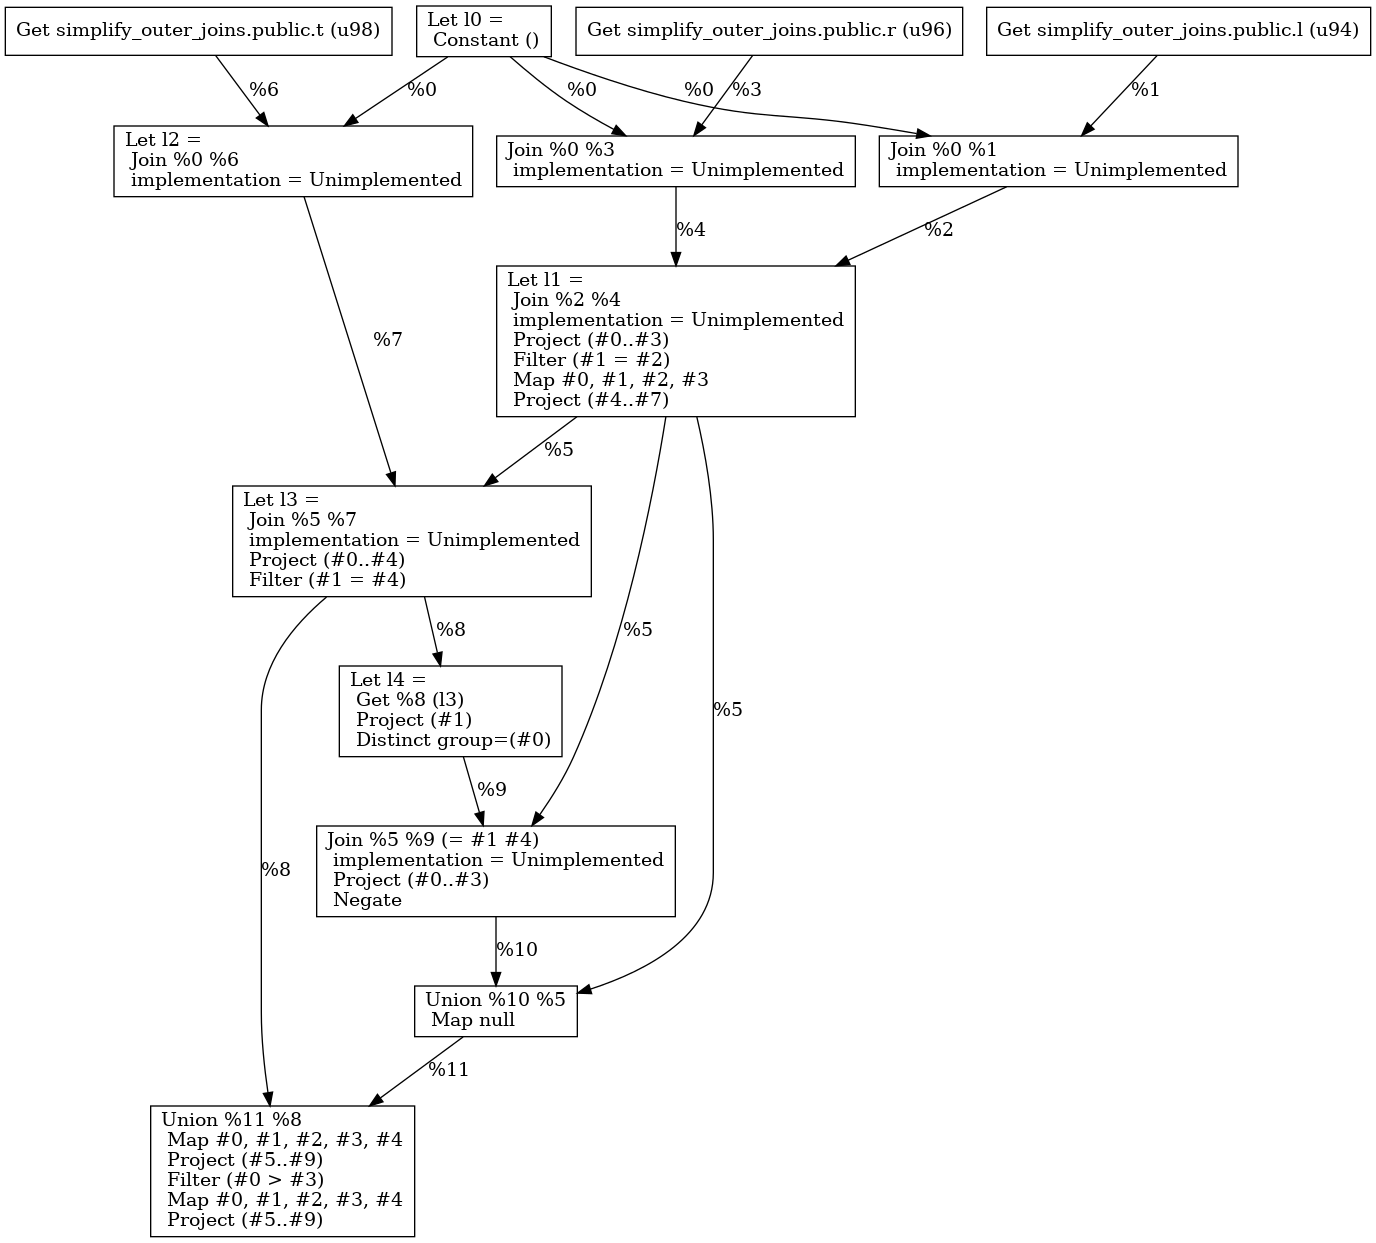 Get simplify_outer_joins.public.t (u98)
Let l0 =
Constant ()
Get simplify_outer_joins.public.r (u96)
Get simplify_outer_joins.public.l (u94)
%6
%0
%0
%3
%0
%1
Let l2 =
Join %0 %6
implementation = Unimplemented
Join %0 %3
implementation = Unimplemented
Join %0 %1
implementation = Unimplemented
%4
%2
Let l1 =
Join %2 %4
implementation = Unimplemented
Project (#0..#3)
Filter (#1 = #2)
Map #0, #1, #2, #3
Project (#4..#7)
%7
%5
Let l3 =
Join %5 %7
implementation = Unimplemented
Project (#0..#4)
Filter (#1 = #4)
%8
%5
Let l4 =
Get %8 (l3)
Project (#1)
Distinct group=(#0)
%5
%9
Join %5 %9 (= #1 #4)
implementation = Unimplemented
Project (#0..#3)
Negate
%8
%10
Union %10 %5
Map null
%11
Union %11 %8
Map #0, #1, #2, #3, #4
Project (#5..#9)
Filter (#0 > #3)
Map #0, #1, #2, #3, #4
Project (#5..#9)